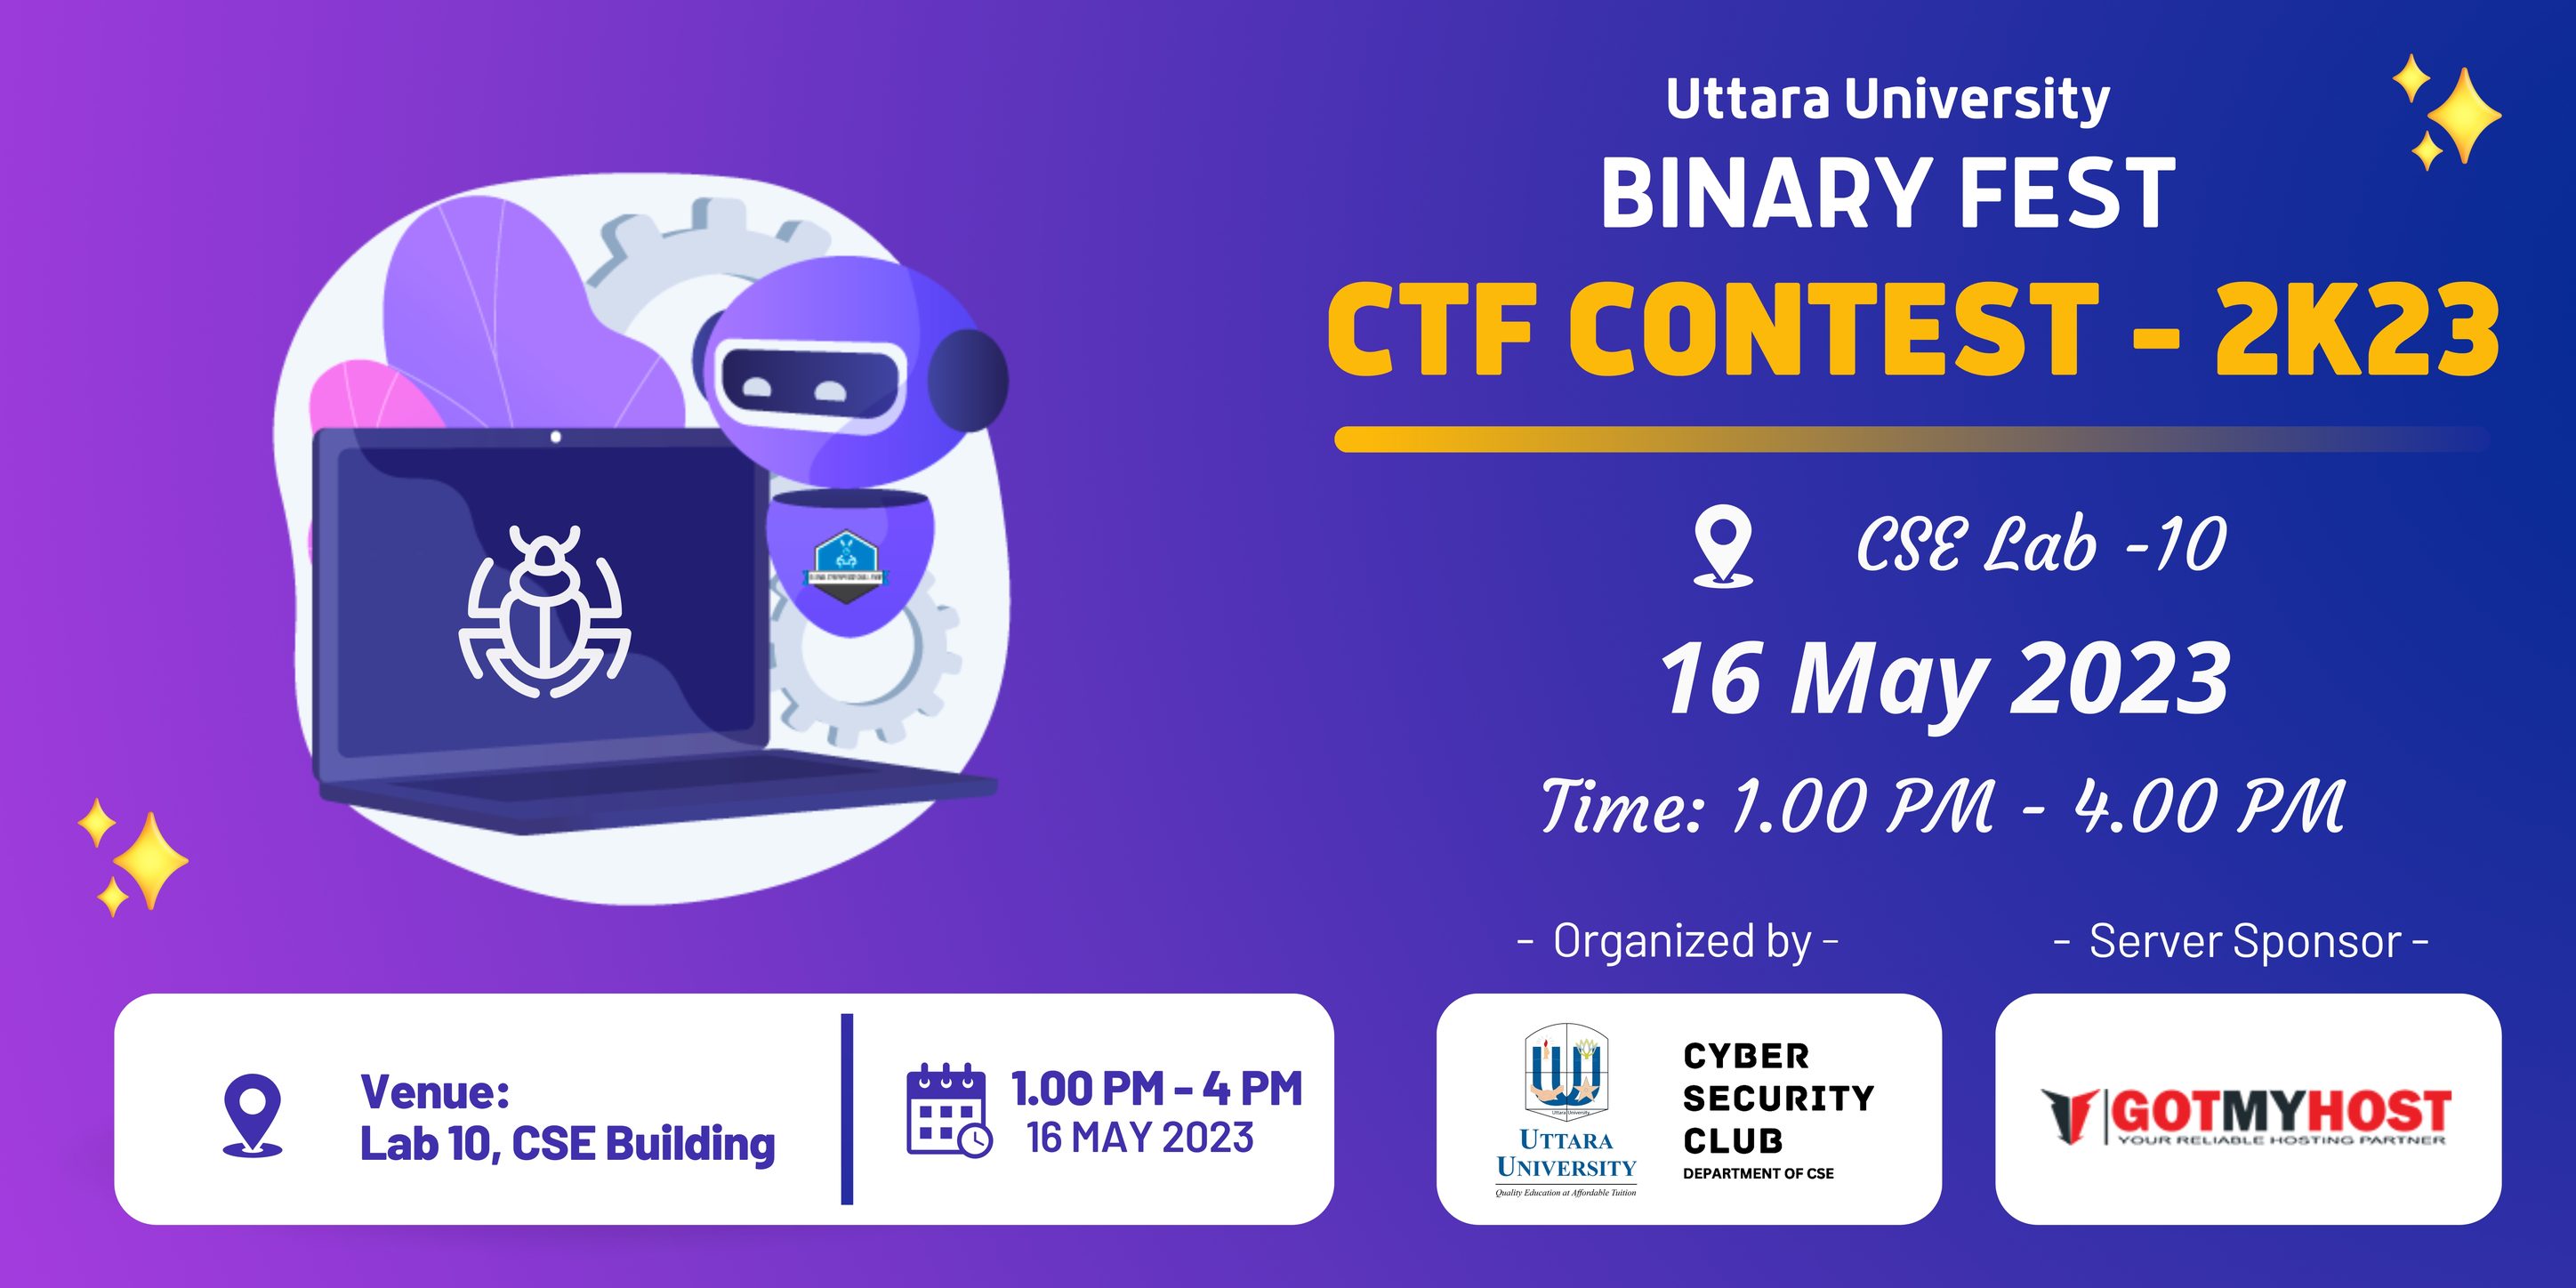 Uttara University
BINARY FEST
CTF CONTEST - 2K23
CSE Lab -10
16 May 2023
Time: 1.00 PM - 4.00 PM
- Organized by -
- Server Sponsor -
Venue:
Lab 10, CSE Building
1.00 PM - 4 PM
16 MAY 2023
Uttara University
UTTARA
UNIVERSITY
Quality Education at Affordable Tuition
CYBER
SECURITY
CLUB
DEPARTMENT OF CSE
GOTMYHOST
YOUR RELIABLE HOSTING PARTNER